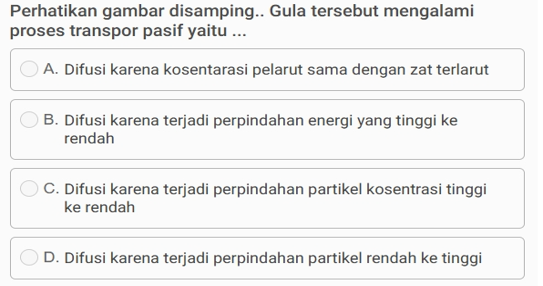 Perhatikan gambar disamping.. Gula tersebut mengalami
proses transpor pasif yaitu ...
A. Difusi karena kosentarasi pelarut sama dengan zat terlarut
B. Difusi karena terjadi perpindahan energi yang tinggi ke
rendah
C. Difusi karena terjadi perpindahan partikel kosentrasi tinggi
ke rendah
D. Difusi karena terjadi perpindahan partikel rendah ke tinggi